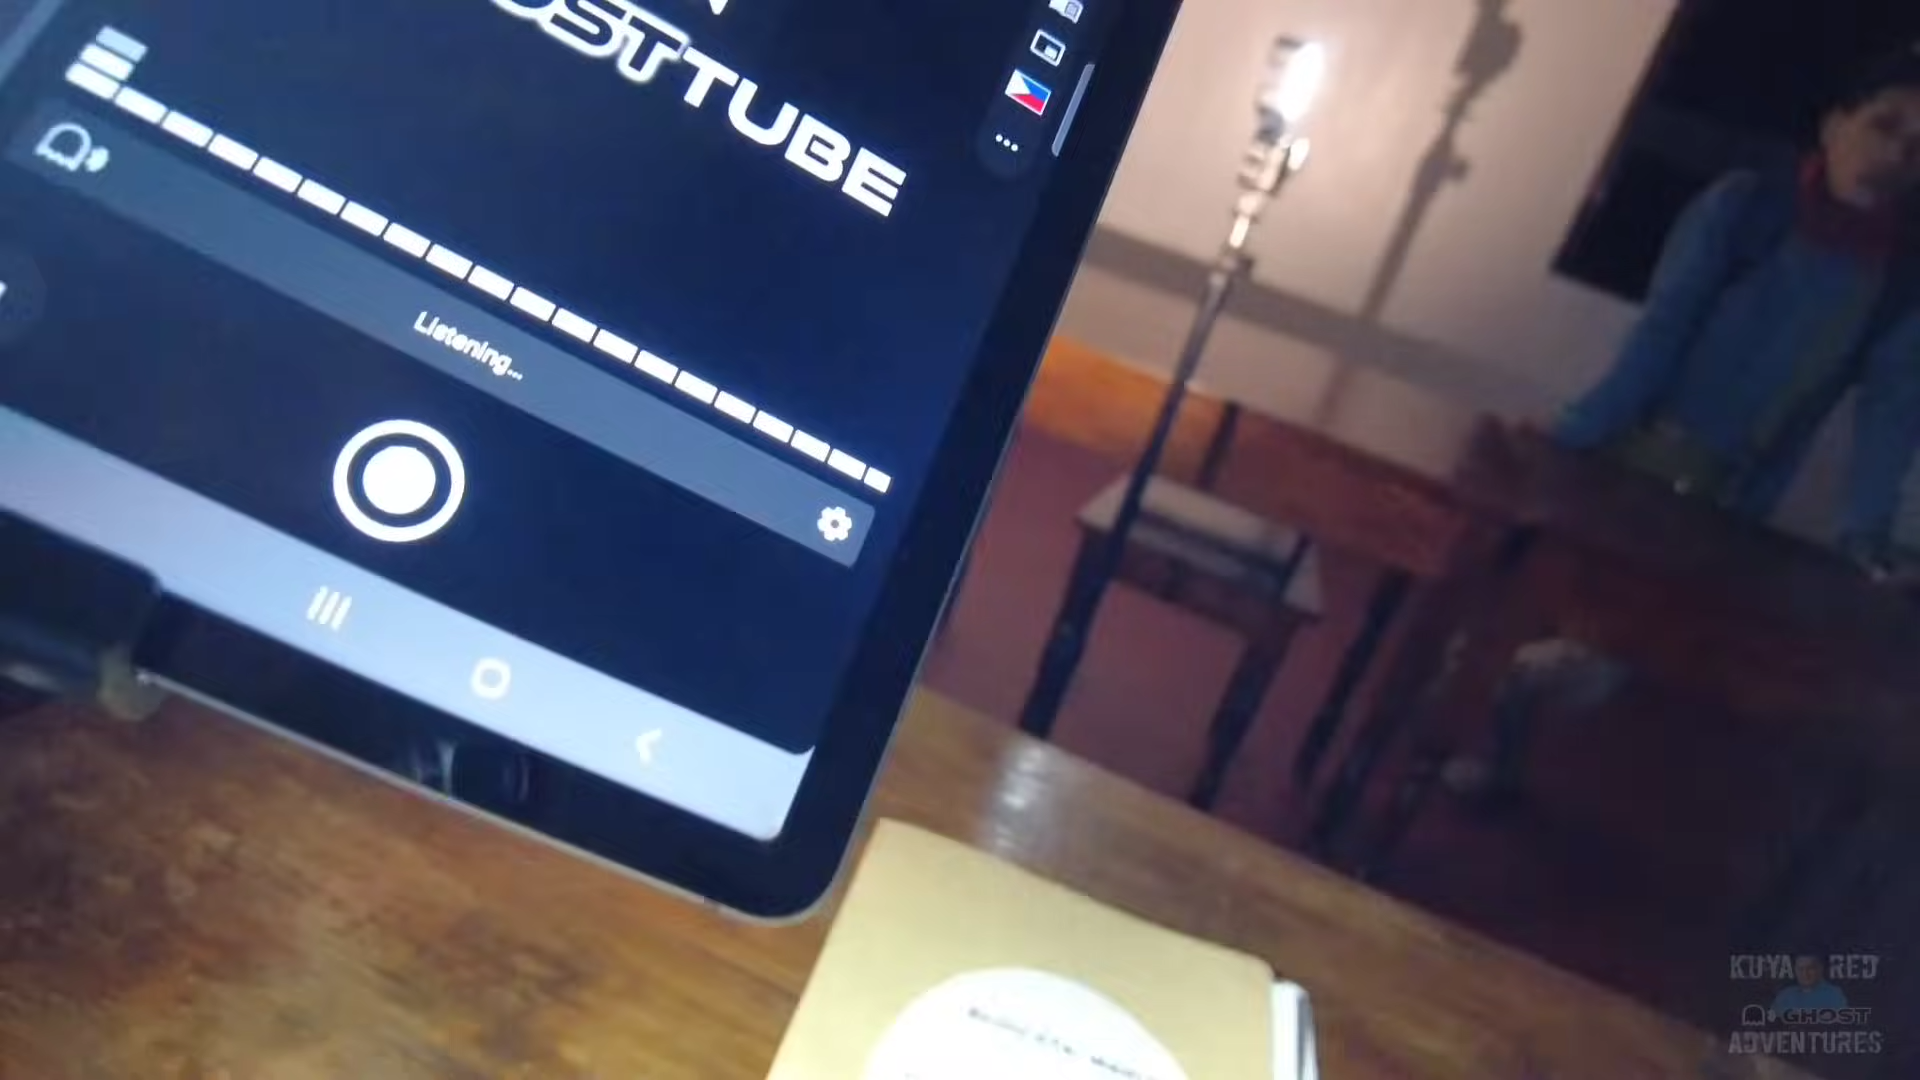 OSTTUBE
Listening...
KUYA RED
GHOST
ADVENTURES